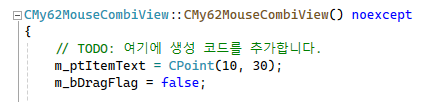 CMy62MouseCombiView::CMy62MouseCombiView() noexcept
{
// TODO: 여기에 생성 코드를 추가합니다.
m_ptItemText = CPoint(10, 30);
m_bDragFlag = false;